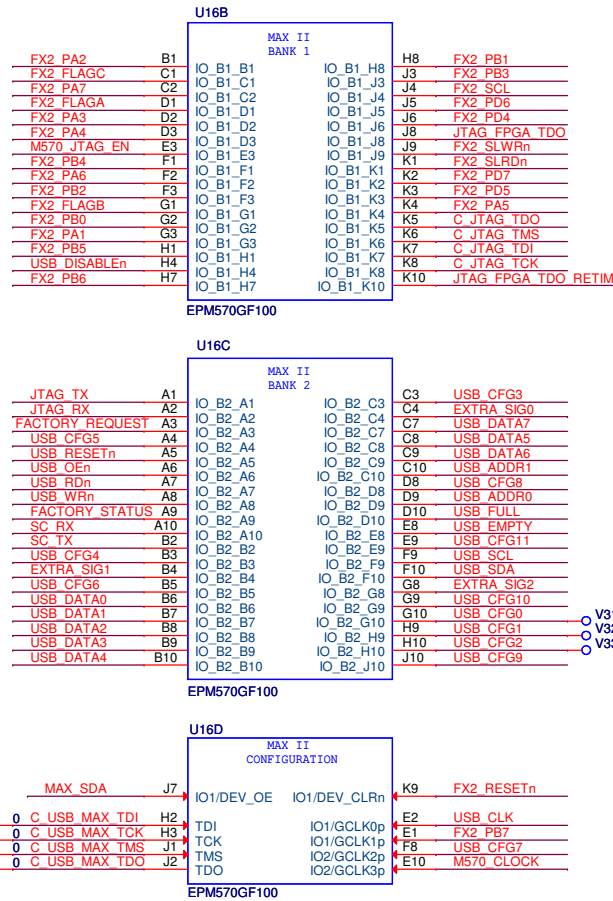 U16B
MAX II
BANK 1
FX2_PA2 B1 IO_B1_B1 IO_B1_H8 H8 FX2_PB1
FX2_FLAGC C1 IO_B1_C1 IO_B1_J3 J3 FX2_PB3
FX2_PA7 C2 IO_B1_C2 IO_B1_J4 J4 FX2_SCL
FX2_FLAGA D1 IO_B1_D1 IO_B1_J5 J5 FX2_PD6
FX2_PA3 D2 IO_B1_D2 IO_B1_J6 J6 FX2_PD4
FX2_PA4 D3 IO_B1_D3 IO_B1_J8 J8 JTAG_FPGA_TDO
M570_JTAG_EN E3 IO_B1_E3 IO_B1_J9 J9 FX2_SLWRn
FX2_PB4 F1 IO_B1_F1 IO_B1_K1 K1 FX2_SLRDn
FX2_PA6 F2 IO_B1_F2 IO_B1_K2 K2 FX2_PD7
FX2_PB2 F3 IO_B1_F3 IO_B1_K3 K3 FX2_PD5
FX2_FLAGB G1 IO_B1_G1 IO_B1_K4 K4 FX2_PA5
FX2_PB0 G2 IO_B1_G2 IO_B1_K5 K5 C_JTAG_TDO
FX2_PA1 G3 IO_B1_G3 IO_B1_K6 K6 C_JTAG_TMS
FX2_PB5 H1 IO_B1_H1 IO_B1_K7 K7 C_JTAG_TDI
USB_DISABLEn H4 IO_B1_H4 IO_B1_K8 K8 C_JTAG_TCK
FX2_PB6 H7 IO_B1_H7 IO_B1_K10 K10 JTAG_FPGA_TDO_RETIM
EPM570GF100
U16C
MAX II
BANK 2
JTAG_TX A1 IO_B2_A1 IO_B2_C3 C3 USB_CFG3
JTAG_RX A2 IO_B2_A2 IO_B2_C4 C4 EXTRA_SIG0
FACTORY_REQUEST A3 IO_B2_A3 IO_B2_C7 C7 USB_DATA7
USB_CFG5 A4 IO_B2_A4 IO_B2_C8 C8 USB_DATA5
USB_RESETn A5 IO_B2_A5 IO_B2_C9 C9 USB_DATA6
USB_OEn A6 IO_B2_A6 IO_B2_C10 C10 USB_ADDR1
USB_RDn A7 IO_B2_A7 IO_B2_D8 D8 USB_CFG8
USB_WRn A8 IO_B2_A8 IO_B2_D9 D9 USB_ADDR0
FACTORY_STATUS A9 IO_B2_A9 IO_B2_D10 D10 USB_FULL
SC_RX A10 IO_B2_A10 IO_B2_E8 E8 USB_EMPTY
SC_TX B2 IO_B2_B2 IO_B2_E9 E9 USB_CFG11
USB_CFG4 B3 IO_B2_B3 IO_B2_F9 F9 USB_SCL
EXTRA_SIG1 B4 IO_B2_B4 IO_B2_F10 F10 USB_SDA
USB_CFG6 B5 IO_B2_B5 IO_B2_G8 G8 EXTRA_SIG2
USB_DATA0 B6 IO_B2_B6 IO_B2_G9 G9 USB_CFG10
USB_DATA1 B7 IO_B2_B7 IO_B2_G10 G10 USB_CFG0 V31
USB_DATA2 B8 IO_B2_B8 IO_B2_H9 H9 USB_CFG1 V32
USB_DATA3 B9 IO_B2_B9 IO_B2_H10 H10 USB_CFG2 V33
USB_DATA4 B10 IO_B2_B10 IO_B2_J10 J10 USB_CFG9
EPM570GF100
U16D
MAX II
CONFIGURATION
MAX_SDA J7 IO1/DEV_OE IO1/DEV_CLRn K9 FX2_RESETn
0 C_USB_MAX_TDI H2 TDI IO1/GCLK0p E2 USB_CLK
0 C_USB_MAX_TCK H3 TCK IO1/GCLK1p E1 FX2_PB7
0 C_USB_MAX_TMS J1 TMS IO2/GCLK2p F8 USB_CFG7
0 C_USB_MAX_TDO J2 TDO IO2/GCLK3p E10 M570_CLOCK
EPM570GF100